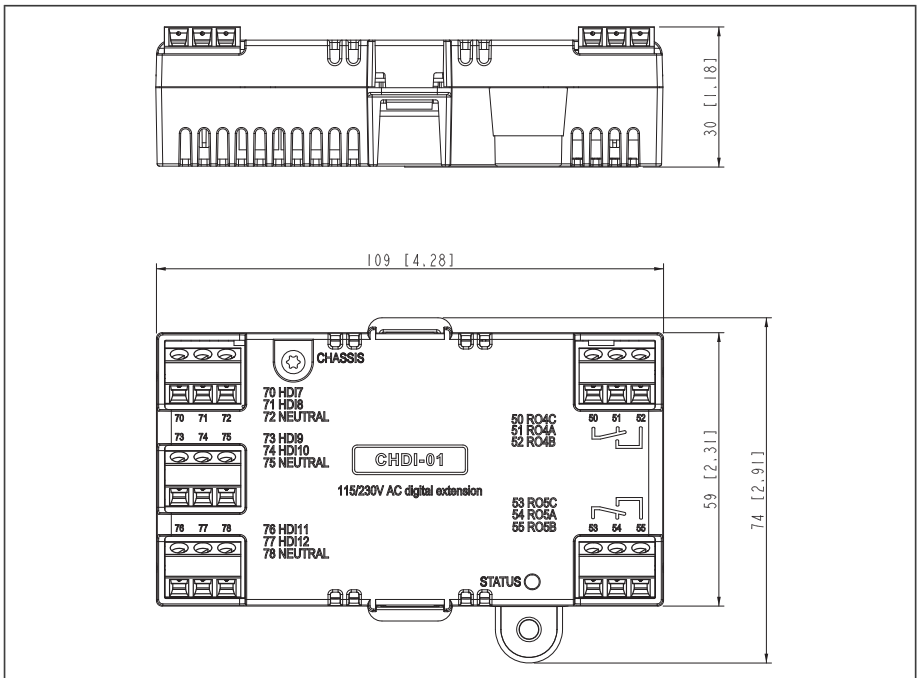 30 [1.18]
109 [4.28]
CHASSIS
70 HDI7
71 HDI8
72 NEUTRAL
70 71 72
73 74 75
73 HDI9
74 HDI10
75 NEUTRAL
CHDI-01
115/230V AC digital extension
50 RO4C
51 RO4A
52 RO4B
50 51 52
53 RO5C
54 RO5A
55 RO5B
53 54 55
76 77 78
76 HDI11
77 HDI12
78 NEUTRAL
STATUS
59 [2.31]
74 [2.91]